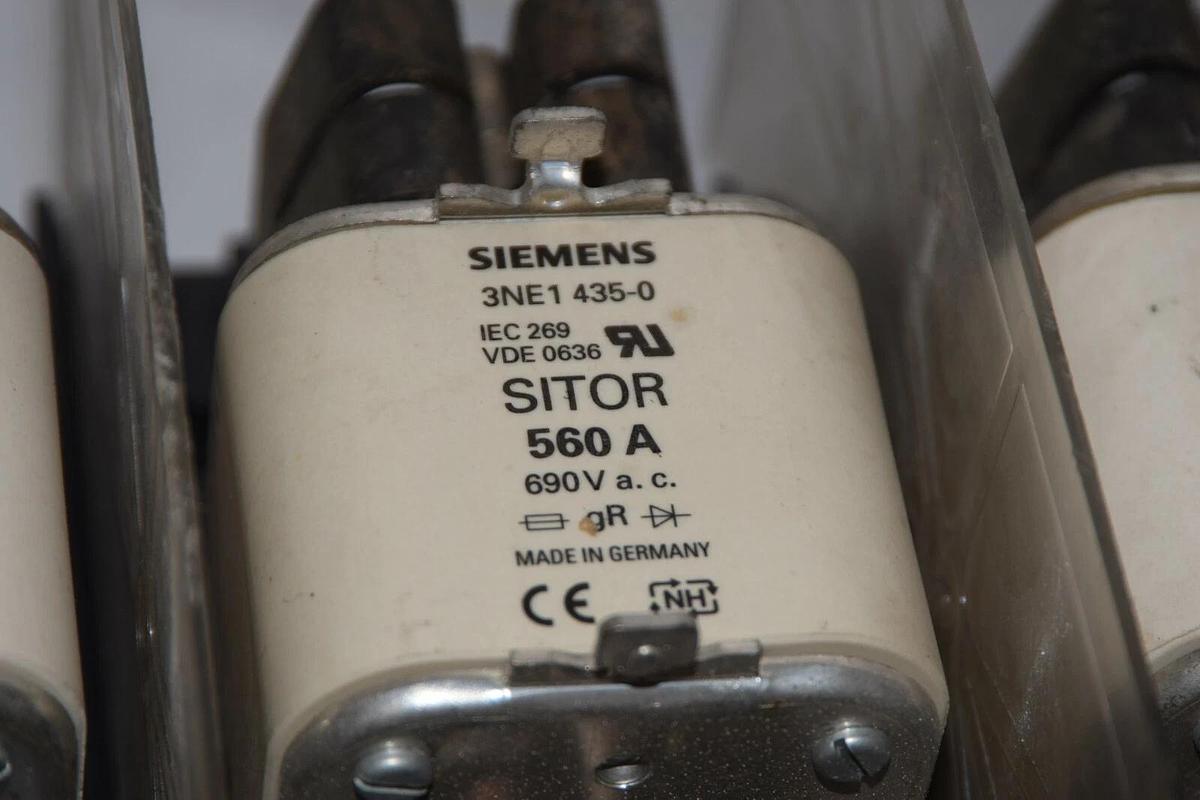 SIEMENS
3NE1 435-0
IEC 269
VDE 0636
SITOR
560 A
690V a. c.
gR
MADE IN GERMANY
CE
NH